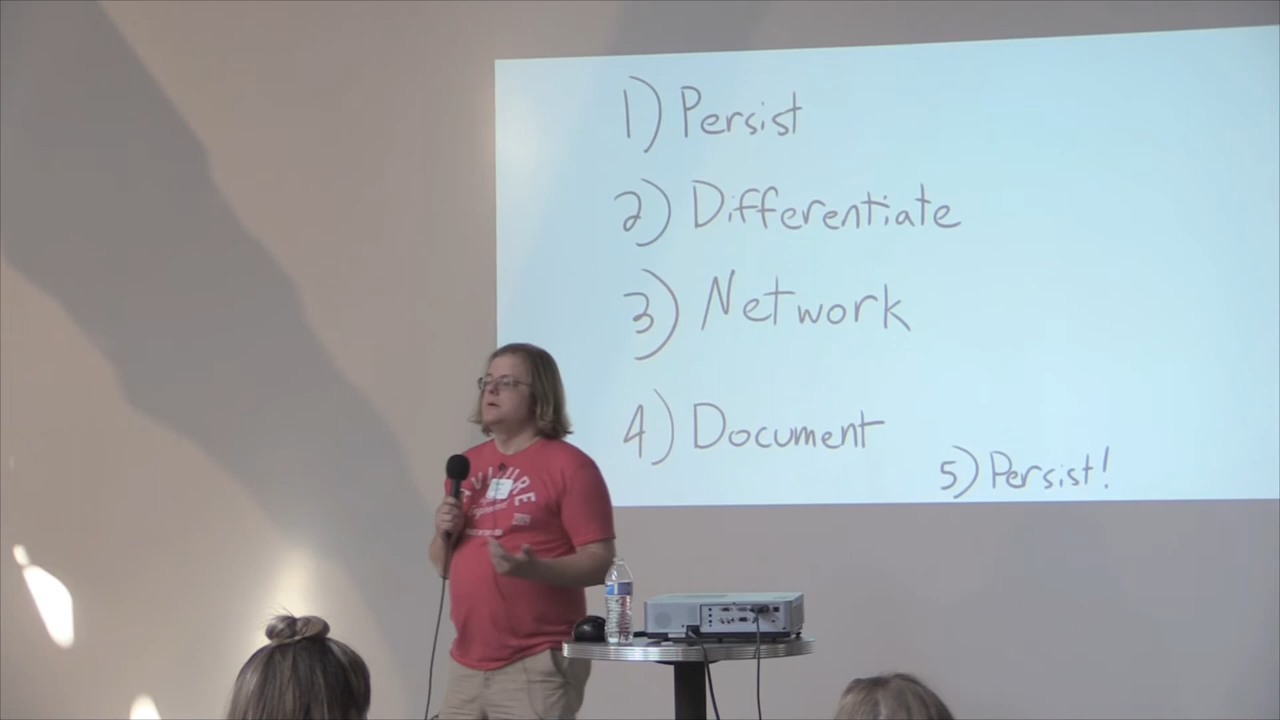 1) Persist
2) Differentiate
3) Network
4) Document
5) Persist!